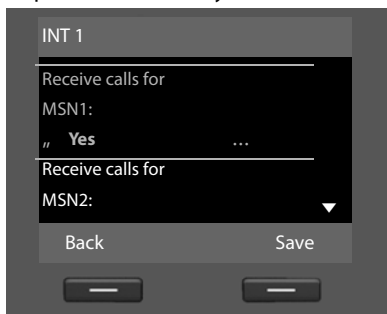 INT 1
Receive calls for
MSN1:
„ Yes ...
Receive calls for
MSN2:
Back Save